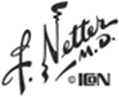 F. Netter
M.D.
© ICON